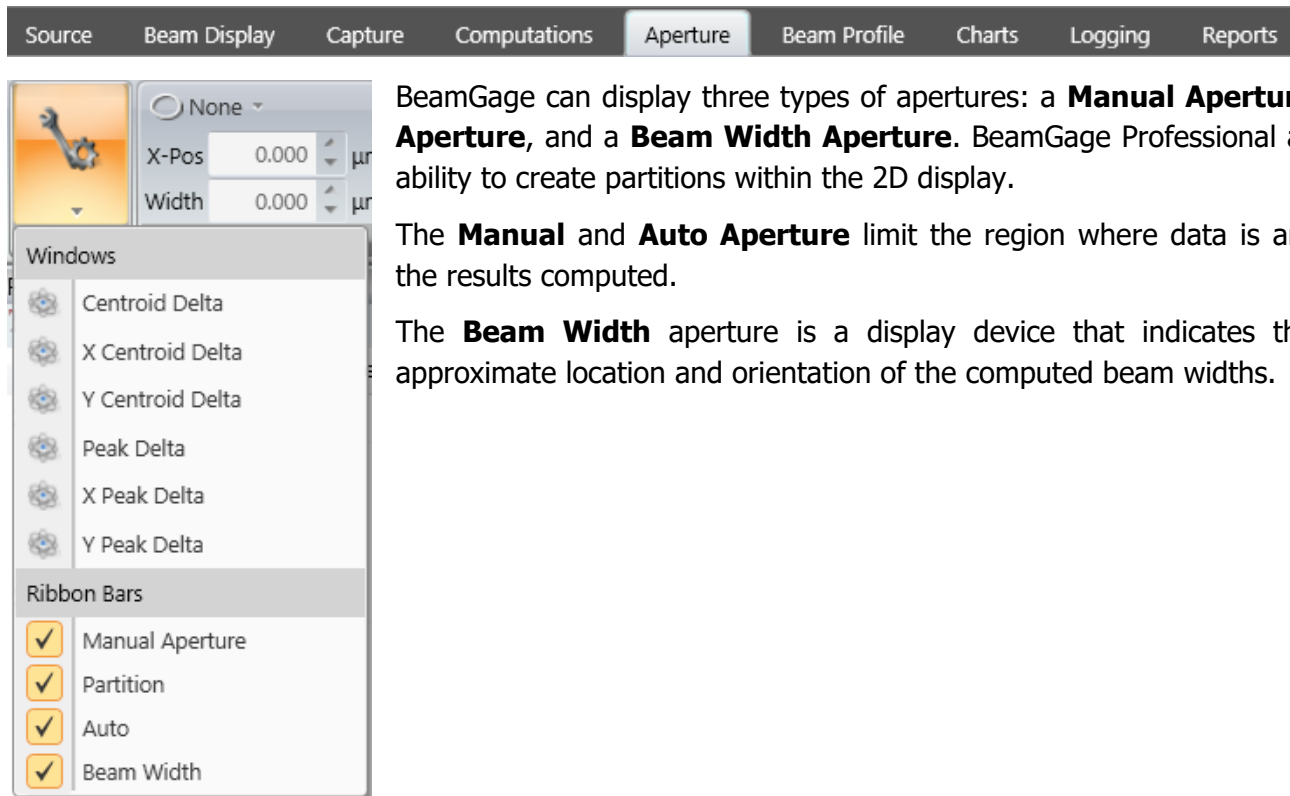 Source Beam Display Capture Computations Aperture Beam Profile Charts Logging Reports
None
X-Pos 0.000
Width 0.000
Windows
Centroid Delta
X Centroid Delta
Y Centroid Delta
Peak Delta
X Peak Delta
Y Peak Delta
Ribbon Bars
Manual Aperture
Partition
Auto
Beam Width
BeamGage can display three types of apertures: a Manual
Aperture, and a Beam Width Aperture. BeamGage Professional
ability to create partitions within the 2D display.
The Manual and Auto Aperture limit the region where data is
the results computed.
The Beam Width aperture is a display device that indicates
approximate location and orientation of the computed beam widths.